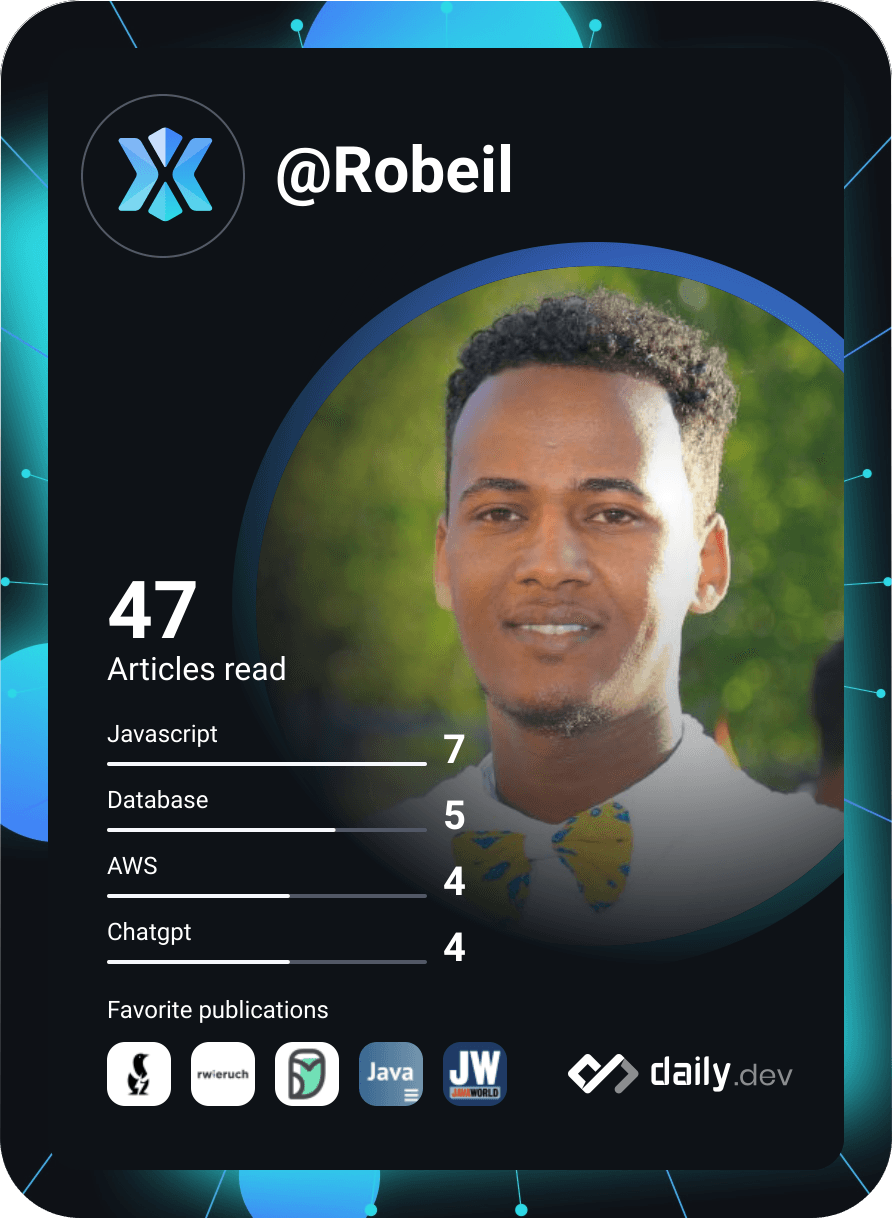 @Robeil
47
Articles read
Javascript
7
Database
5
AWS
4
Chatgpt
4
Favorite publications
rwieruch
Java
JW
JAVAWORLD
daily.dev